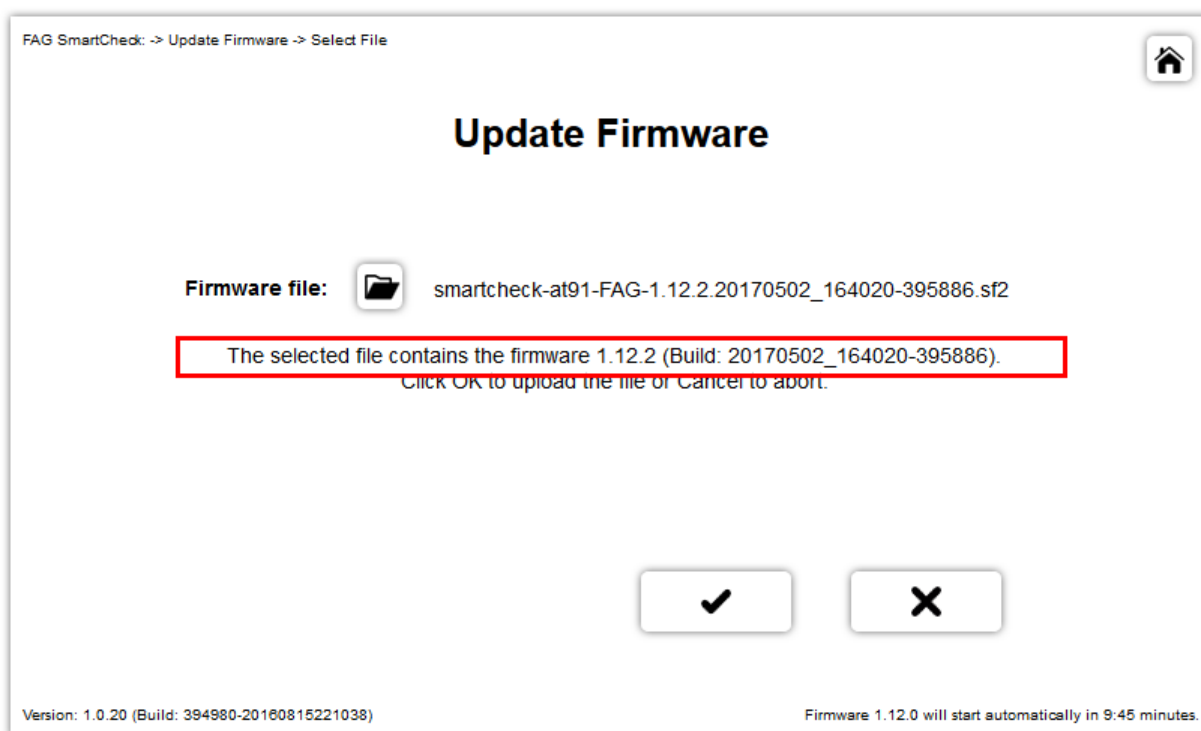 FAG SmartCheck: -> Update Firmware -> Select File
Update Firmware
Firmware file: smartcheck-at91-FAG-1.12.2.20170502_164020-395886.sf2
The selected file contains the firmware 1.12.2 (Build: 20170502_164020-395886).
Click OK to upload the file or Cancel to abort.
Version: 1.0.20 (Build: 394980-20160815221038)
Firmware 1.12.0 will start automatically in 9:45 minutes.